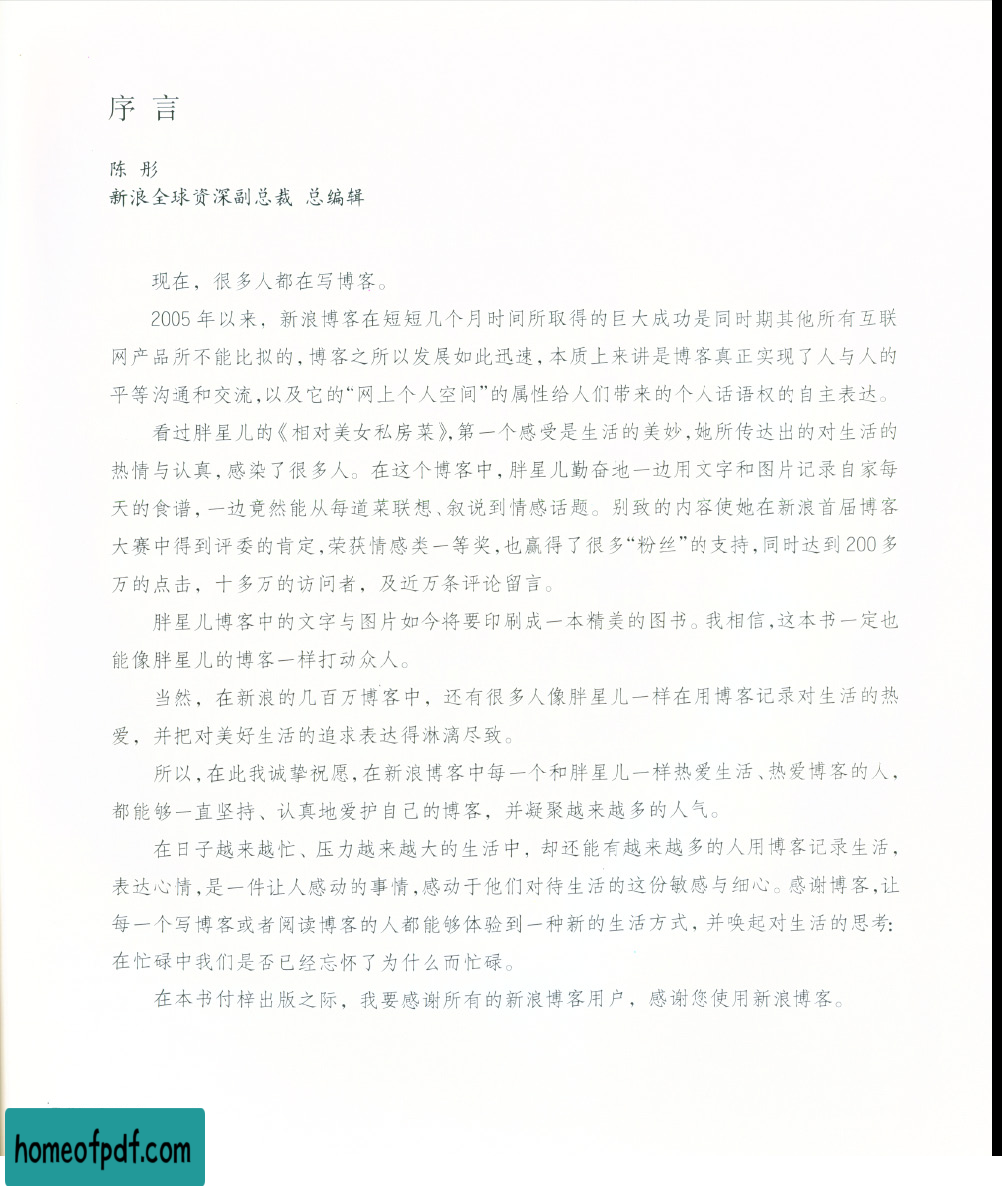 序 言
陈 彤
新浪全球资深副总裁 总编辑
现在，很多人都在写博客。
2005年以来，新浪博客在短短几个月时间所取得的巨大成功是同时期其他所有互联
网产品所不能比拟的，博客之所以发展如此迅速，本质上来讲是博客真正实现了人与人的
平等沟通和交流，以及它的“网上个人空间”的属性给人们带来的个人话语权的自主表达。
看过胖星儿的《相对美女私房菜》，第一个感受是生活的美妙，她所传达出的对生活的
热情与认真，感染了很多人。在这个博客中，胖星儿勤奋地一边用文字和图片记录自家每
天的食谱，一边竟然能从每道菜联想、叙说到情感话题。别致的内容使她在新浪首届博客
大赛中得到评委的肯定，荣获情感类一等奖，也赢得了很多“粉丝”的支持，同时达到200多
万的点击，十多万的访问者，及近万条评论留言。
胖星儿博客中的文字与图片如今将要印刷成一本精美的图书。我相信，这本书一定也
能像胖星儿的博客一样打动众人。
当然，在新浪的几百万博客中，还有很多人像胖星儿一样在用博客记录对生活的热
爱，并把对美好生活的追求表达得淋漓尽致。
所以，在此我诚挚祝愿，在新浪博客中每一个和胖星儿一样热爱生活、热爱博客的人，
都能够一直坚持、认真地爱护自己的博客，并凝聚越来越多的人气。
在日子越来越忙、压力越来越大的生活中，却还能有越来越多的人用博客记录生活，
表达心情，是一件让人感动的事情，感动于他们对待生活的这份敏感与细心。感谢博客，让
每一个写博客或者阅读博客的人都能够体验到一种新的生活方式，并唤起对生活的思考：
在忙碌中我们是否已经忘怀了为什么而忙碌。
在本书付梓出版之际，我要感谢所有的新浪博客用户，感谢您使用新浪博客。
homeofpdf.com